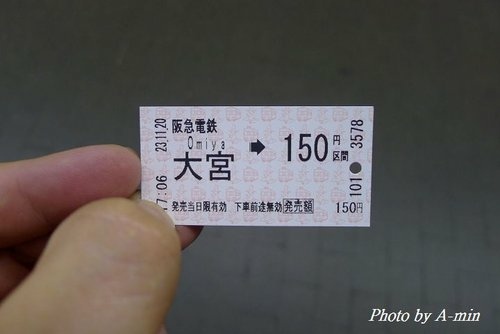 23112０
阪急電鉄
Omiya
大宮 ➡ 150円区間
7:06
発売当日限有効 下車前途無効 発売額 150円
101 3578
Photo by A-min